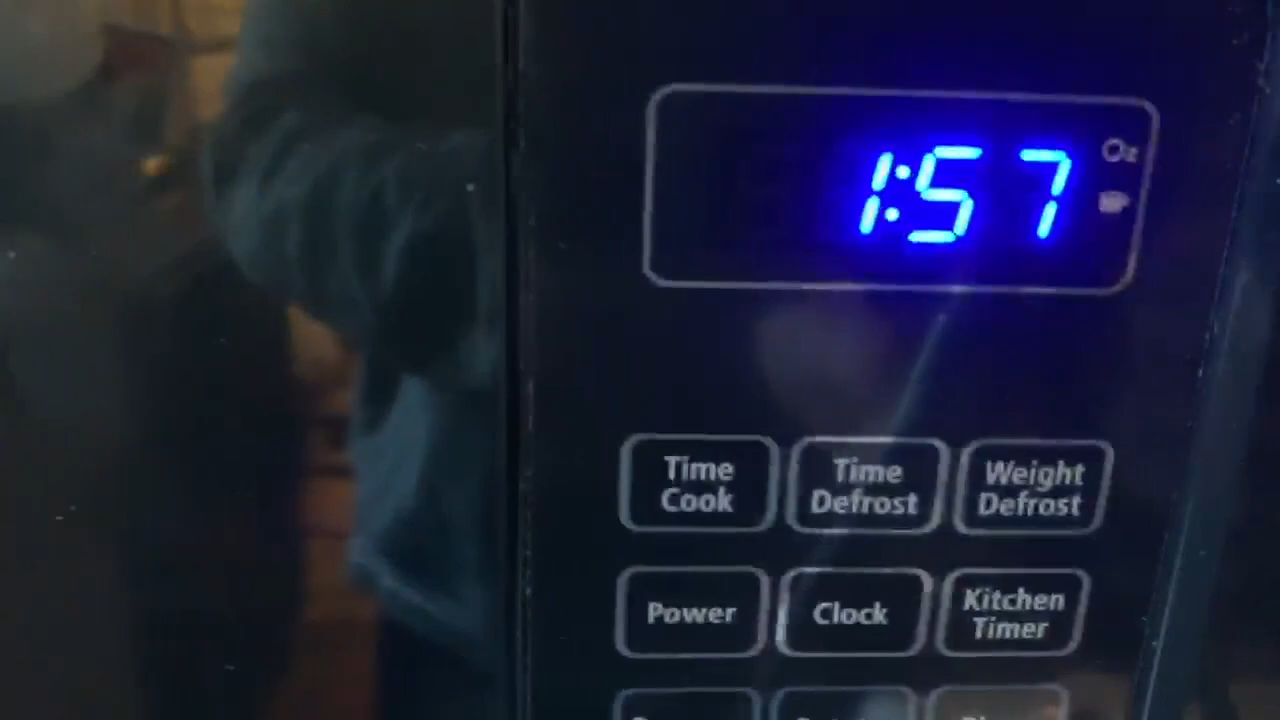 1:57
Oz
Time
Cook
Time
Defrost
Weight
Defrost
Power
Clock
Kitchen
Timer